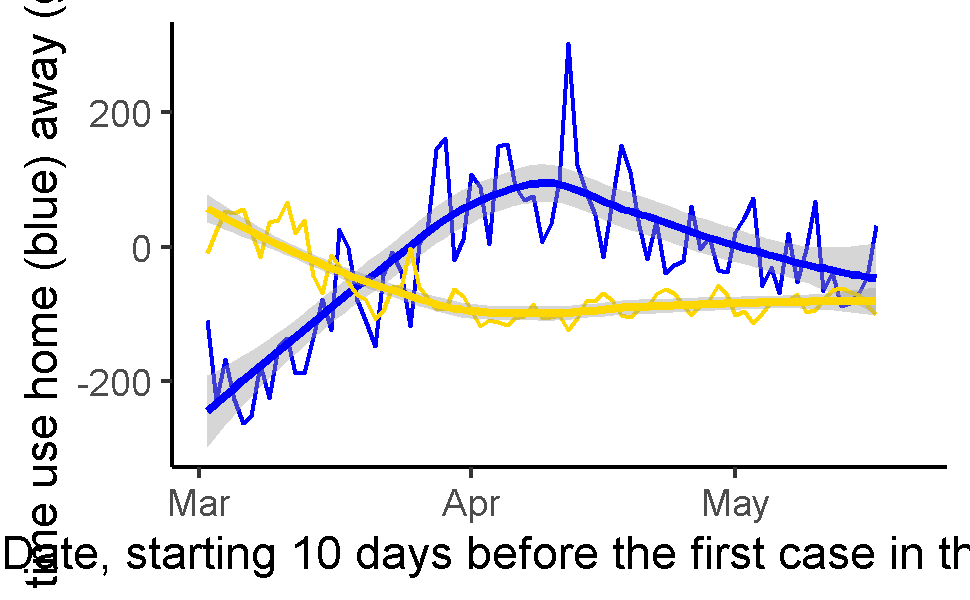 time use home (blue) away (
200
0
-200
Mar Apr May
Date, starting 10 days before the first case in th